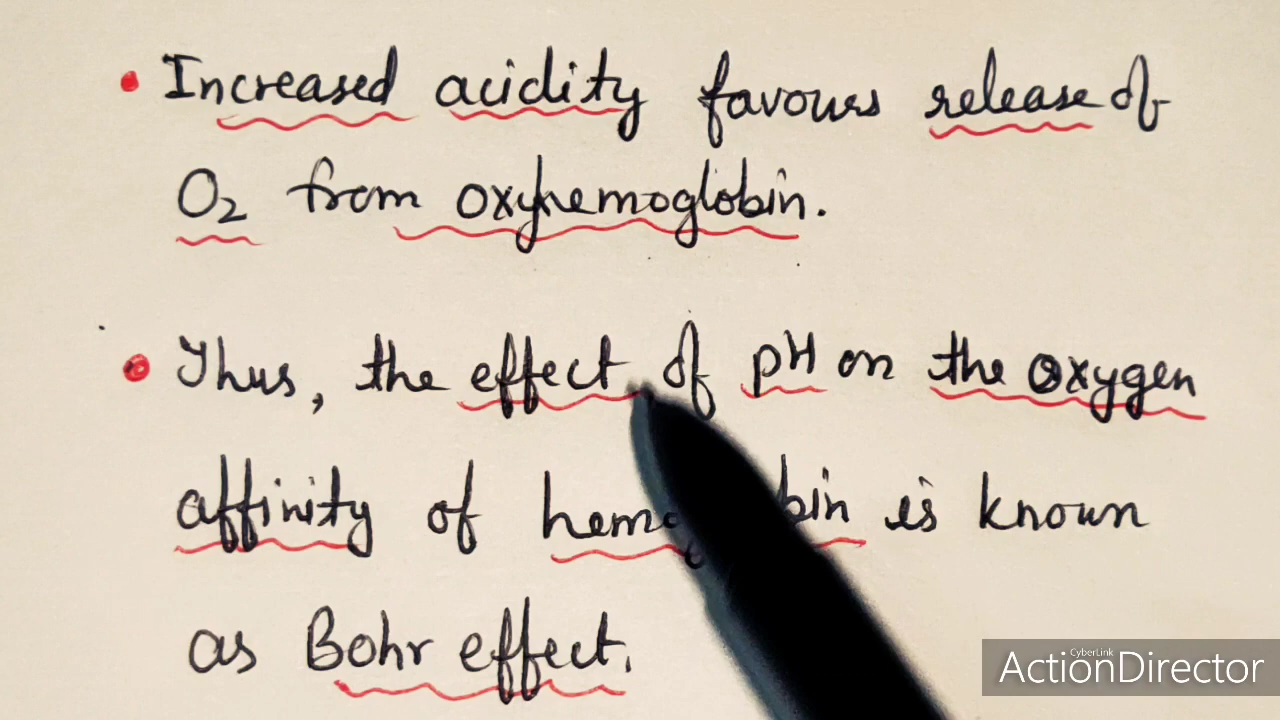 • Increased acidity favours release of
O2 from oxyhemoglobin.
• Thus, the effect of pH on the oxygen
affinity of is known
as Bohr effect.
CyberLink
ActionDirector